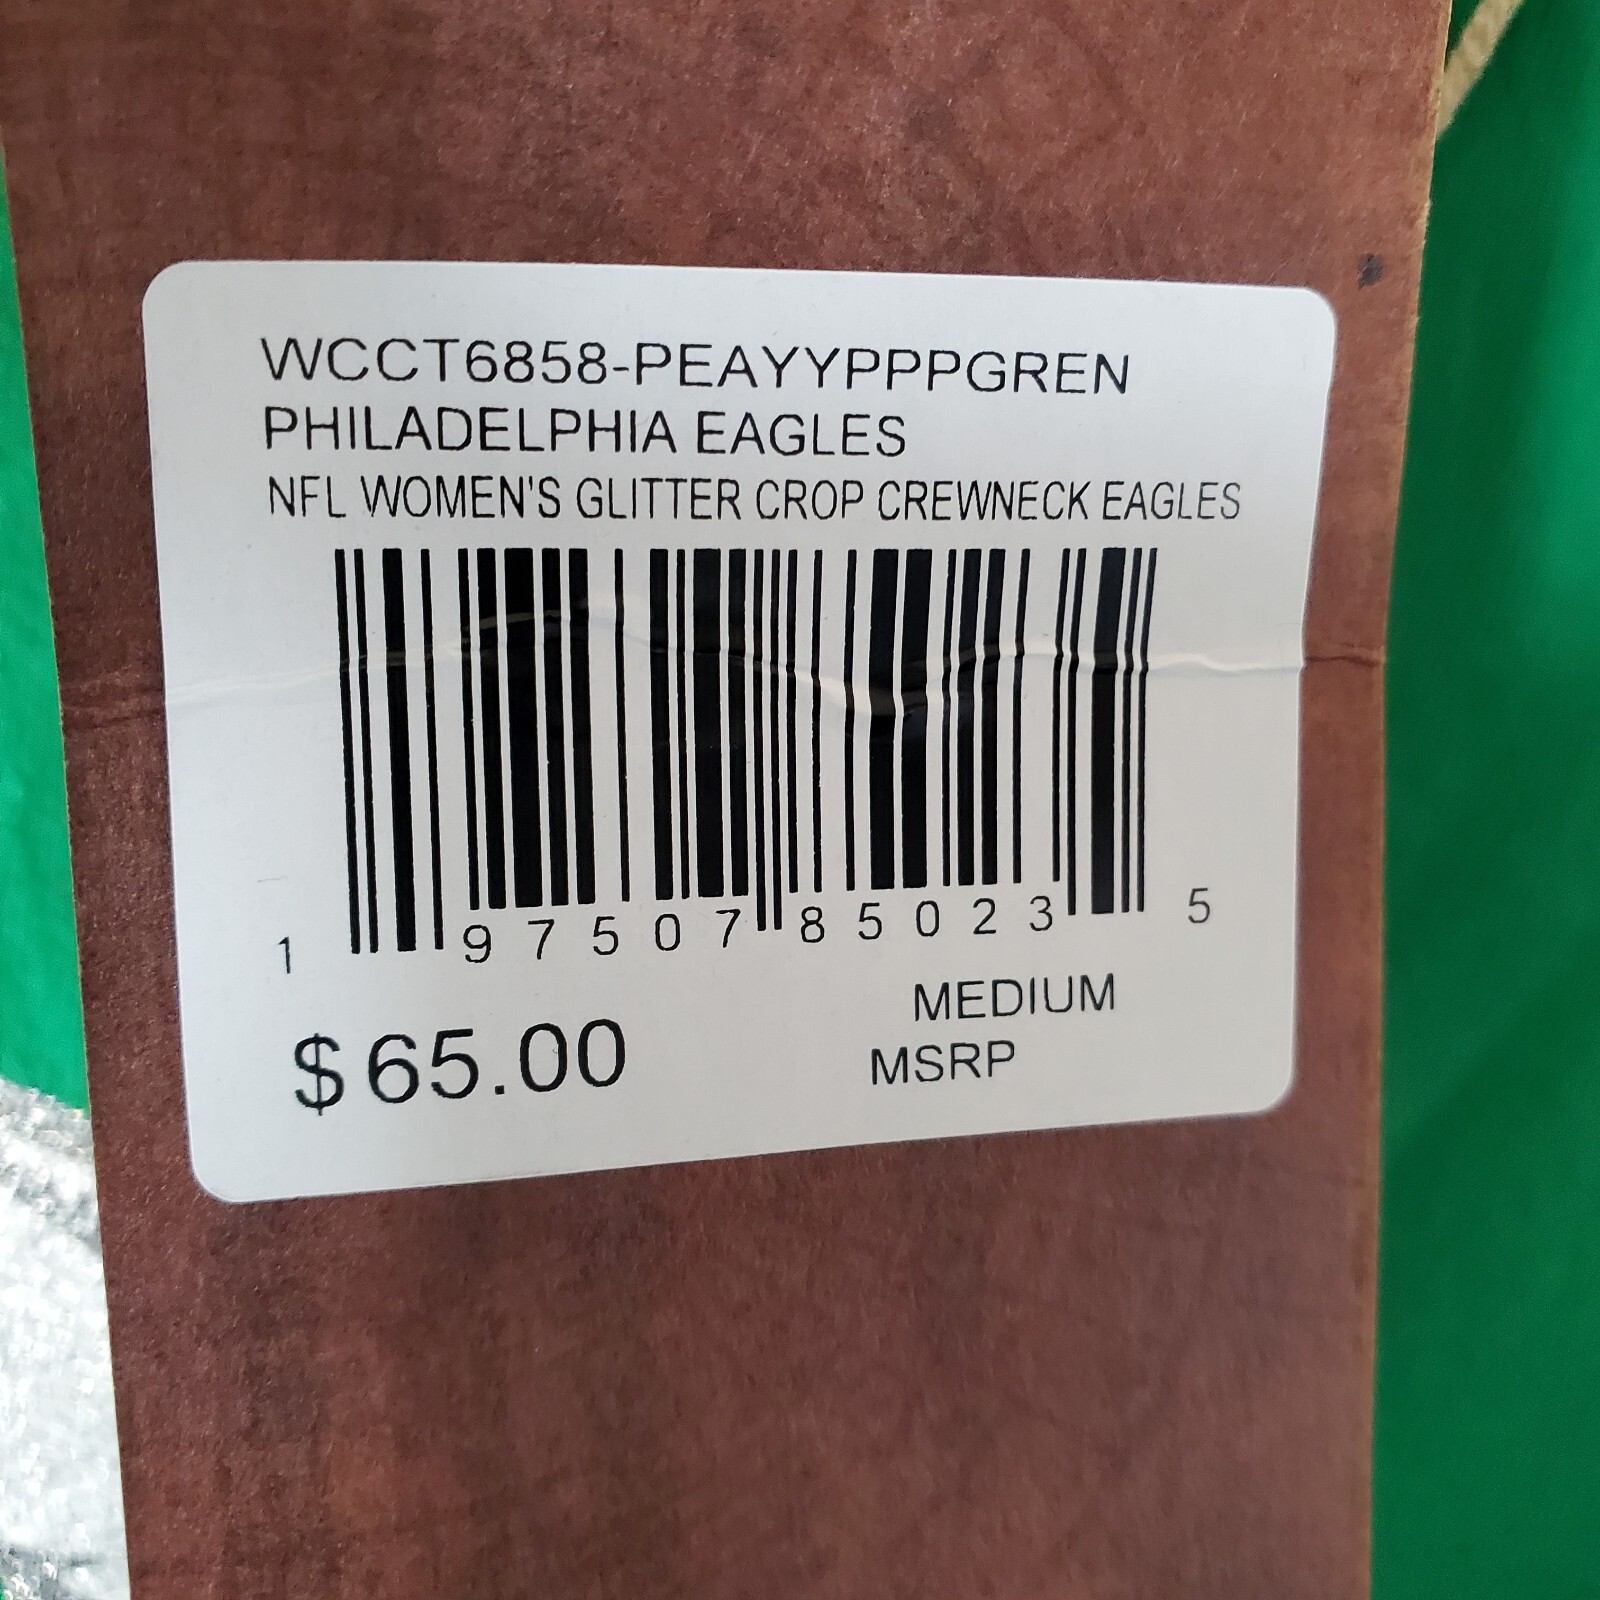 WCCT6858-PEAYYPPPGREN
PHILADELPHIA EAGLES
NFL WOMEN'S GLITTER CROP CREWNECK EAGLES
1 97507 85023 5
MEDIUM
$65.00 MSRP